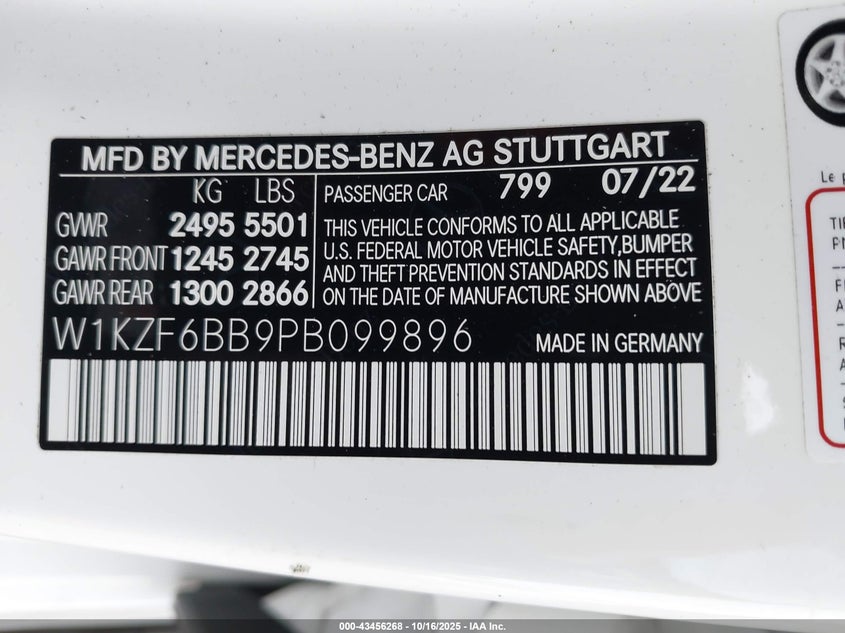 MFD BY MERCEDES-BENZ AG STUTTGART
KG LBS
GVWR 2495 5501
GAWR FRONT 1245 2745
GAWR REAR 1300 2866
PASSENGER CAR 799 07/22
THIS VEHICLE CONFORMS TO ALL APPLICABLE
U.S. FEDERAL MOTOR VEHICLE SAFETY,BUMPER
AND THEFT PREVENTION STANDARDS IN EFFECT
ON THE DATE OF MANUFACTURE SHOWN ABOVE
W1KZF6BB9PB099896
MADE IN GERMANY
Le
000-43456268 - 10/16/2025 - IAA Inc.